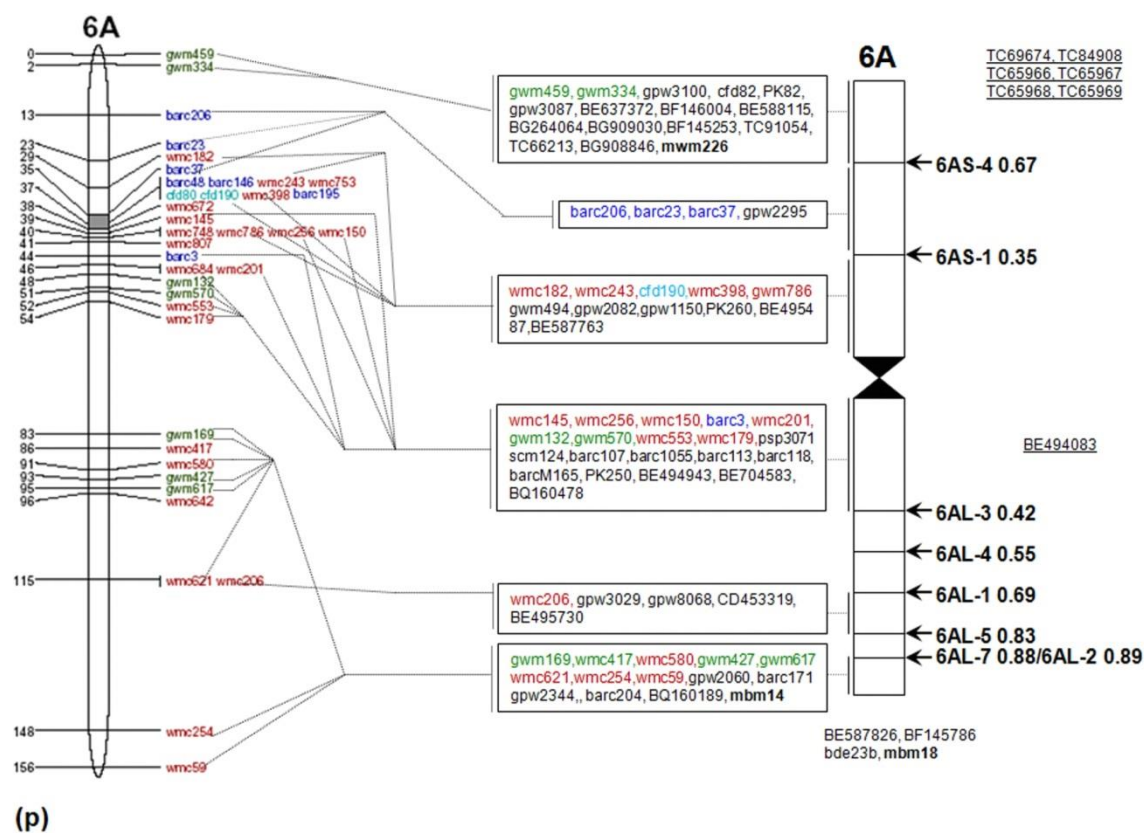 6A
0 gwm459
2 gwm334
13 barc206
23 barc23
29 wmc182
35 barc37
37 barc48 barc146 wmc243 wmc753
cfd80 cfd190 wmc398 barc195
38 wmc672
39 wmc145
40 wmc748 wmc786 wmc256 wmc150
41 wmc807
44 barc3
46 wmc684 wmc201
48 gwm132
51 gwm570
52 wmc553
54 wmc179
83 gwm169
86 wmc417
91 wmc580
93 gwm427
95 gwm617
96 wmc642
115 wmc621 wmc206
148 wmc254
156 wmc59
gwm459, gwm334, gpw3100, cfd82, PK82,
gpw3087, BE637372, BF146004, BE588115,
BG264064,BG909030,BF145253, TC91054,
TC66213, BG908846, mwm226
barc206, barc23, barc37, gpw2295
wmc182, wmc243, cfd190, wmc398, gwm786
gwm494, gpw2082, gpw1150,PK260, BE4954
87,BE587763
wmc145, wmc256, wmc150, barc3, wmc201,
gwm132,gwm570,wmc553,wmc179,psp3071
scm124,barc107, barc1055, barc113, barc118,
barcM165, PK250, BE494943, BE704583,
BQ160478
wmc206, gpw3029, gpw8068, CD453319,
BE495730
gwm169,wmc417,wmc580,gwm427,gwm617
wmc621,wmc254,wmc59,gpw2060, barc171
gpw2344,, barc204, BQ160189, mbm14
6A
6AS-4 0.67
6AS-1 0.35
6AL-3 0.42
6AL-4 0.55
6AL-1 0.69
6AL-5 0.83
6AL-7 0.88/6AL-2 0.89
TC69674, TC84908
TC65966, TC65967
TC65968, TC65969
BE494083
BE587826, BF145786
bde23b, mbm18
(p)